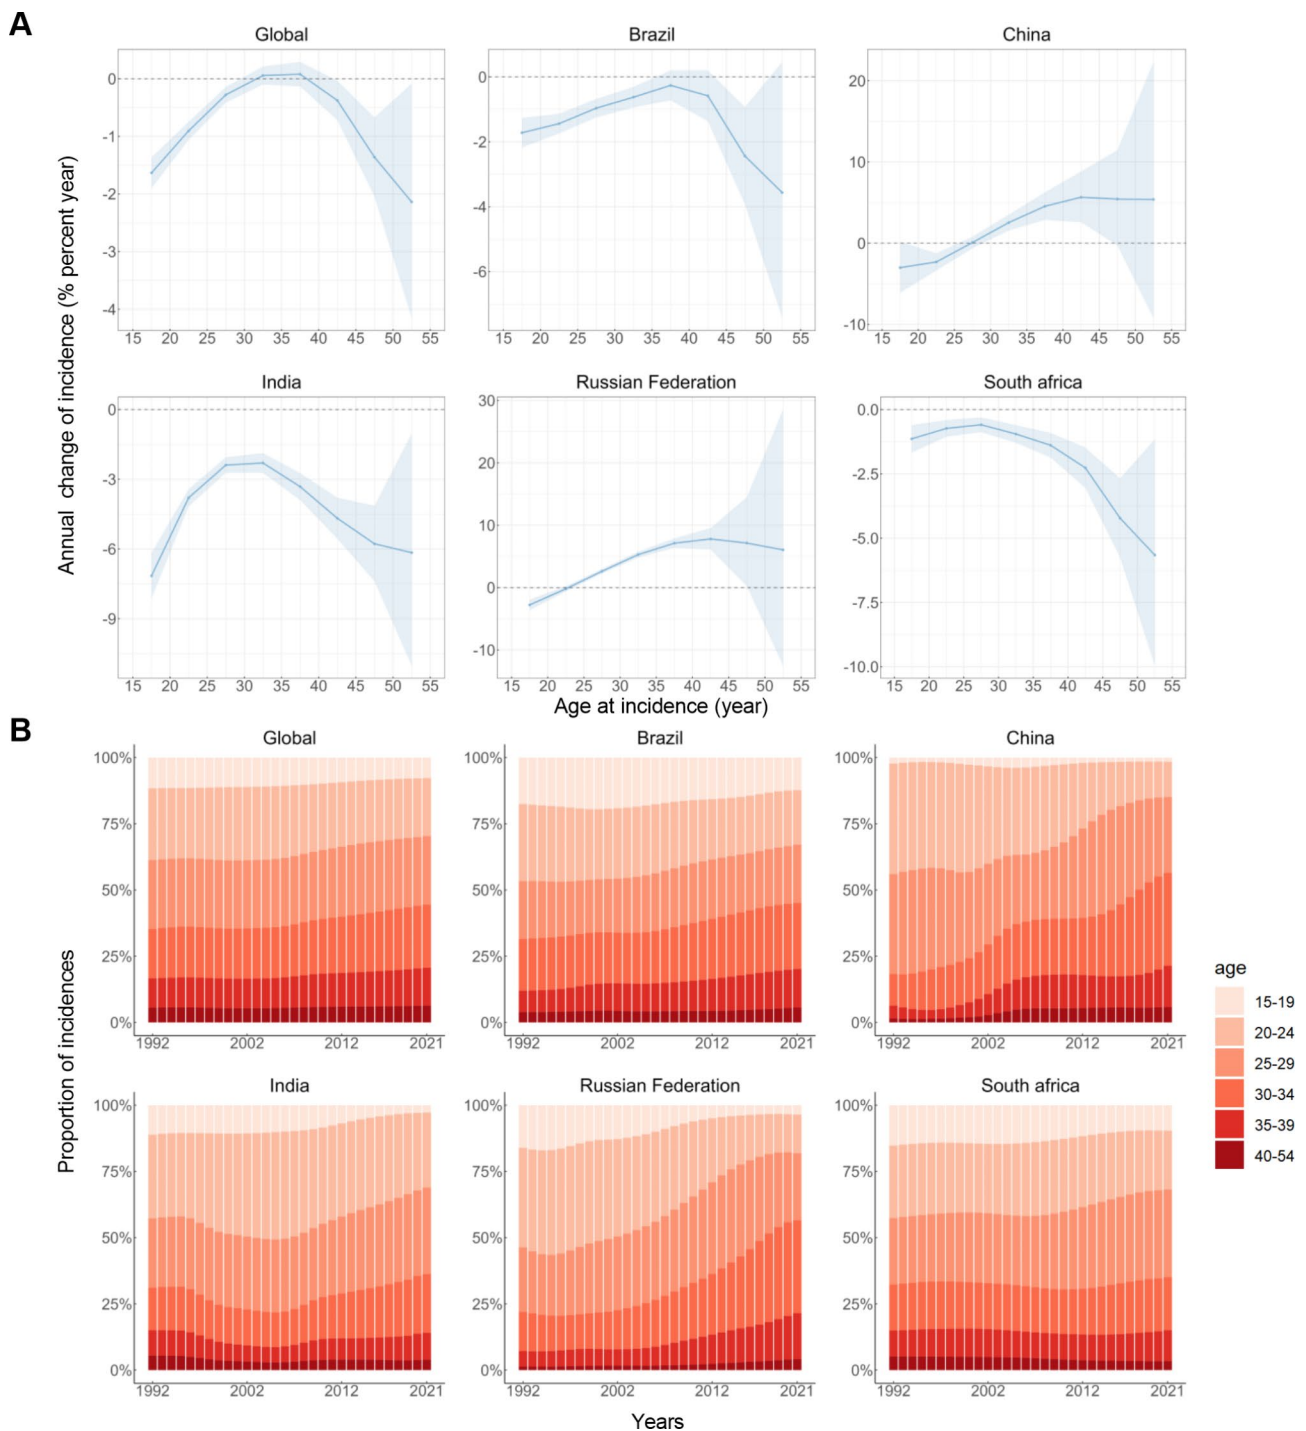 A
Global
Brazil
China
0
-1
-2
-3
-4
0
-2
-4
-6
20
10
0
-10
15 20 25 30 35 40 45 50 55
15 20 25 30 35 40 45 50 55
15 20 25 30 35 40 45 50 55
Annual change of incidence (% percent year)
India
Russian Federation
South africa
0
-3
-6
-9
30
20
10
0
-10
0.0
-2.5
-5.0
-7.5
-10.0
15 20 25 30 35 40 45 50 55
15 20 25 30 35 40 45 50 55
15 20 25 30 35 40 45 50 55
Age at incidence (year)
B
Global
Brazil
China
100%
75%
50%
25%
0%
100%
75%
50%
25%
0%
100%
75%
50%
25%
0%
1992 2002 2012 2021
1992 2002 2012 2021
1992 2002 2012 2021
Proportion of incidences
India
Russian Federation
South africa
100%
75%
50%
25%
0%
100%
75%
50%
25%
0%
100%
75%
50%
25%
0%
1992 2002 2012 2021
1992 2002 2012 2021
1992 2002 2012 2021
Years
age
15-19
20-24
25-29
30-34
35-39
40-54